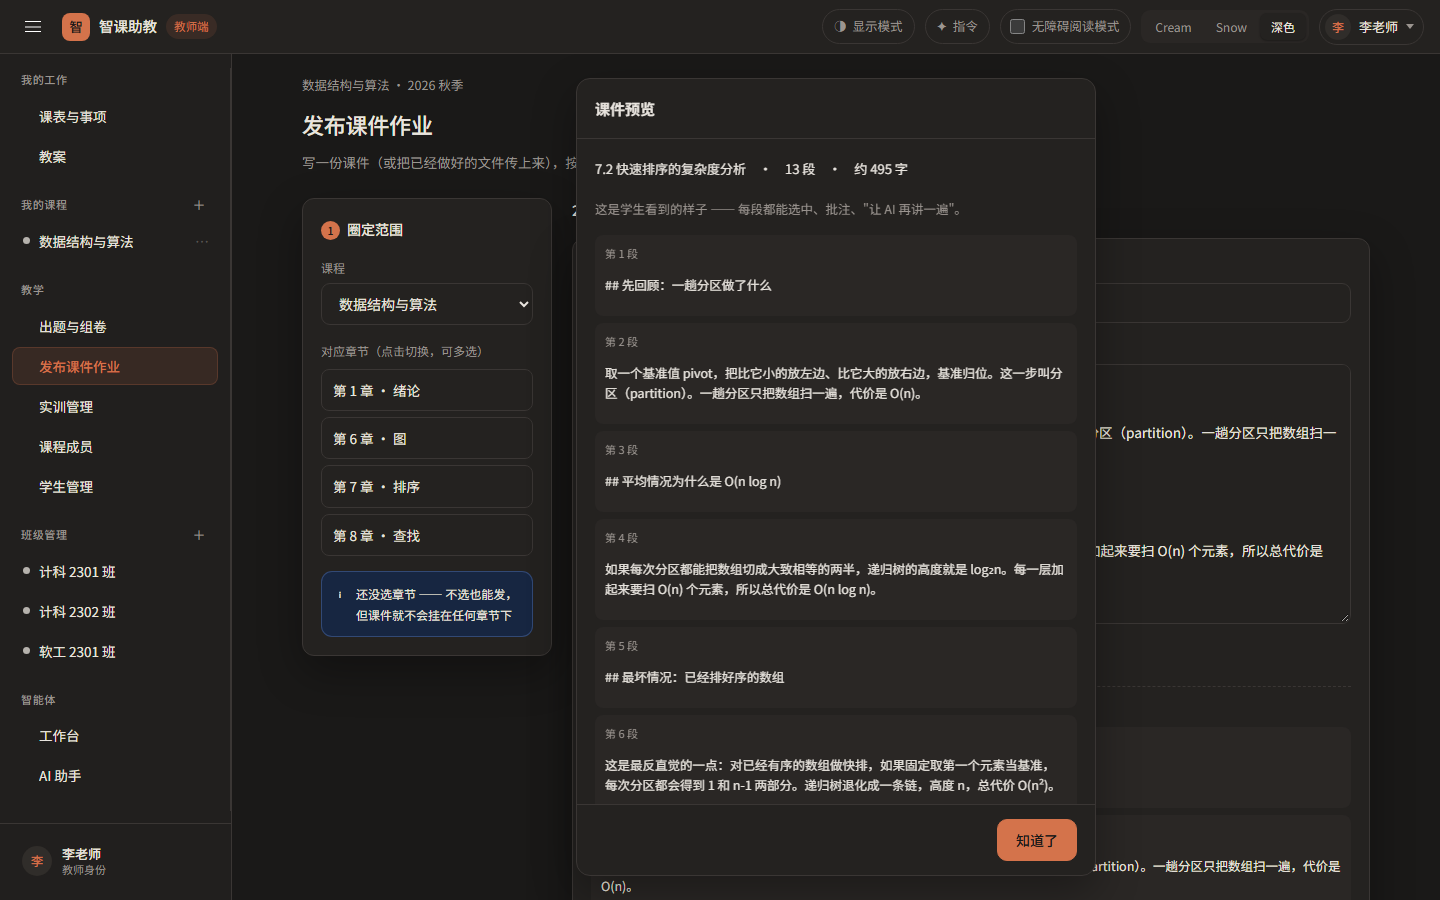 智 智课助教 教师端
显示模式
指令
无障碍阅读模式
Cream Snow 深色
李 李老师
我的工作
课表与事项
教案
我的课程 +
数据结构与算法 ...
教学
出题与组卷
发布课件作业
实训管理
课程成员
学生管理
班级管理 +
计科 2301 班
计科 2302 班
软工 2301 班
智能体
工作台
AI 助手
李 李老师
教师身份
数据结构与算法 · 2026 秋季
发布课件作业
写一份课件（或把已经做好的文件传上来），按
1 圈定范围
课程
数据结构与算法
对应章节（点击切换，可多选）
第 1 章 · 绪论
第 6 章 · 图
第 7 章 · 排序
第 8 章 · 查找
i 还没选章节 —— 不选也能发，
但课件就不会挂在任何章节下
课件预览
7.2 快速排序的复杂度分析 · 13 段 · 约 495 字
这是学生看到的样子 —— 每段都能选中、批注、"让 AI 再讲一遍"。
第 1 段
## 先回顾：一趟分区做了什么
第 2 段
取一个基准值 pivot，把比它小的放左边、比它大的放右边，基准归位。这一步叫分
区（partition）。一趟分区只把数组扫一遍，代价是 O(n)。
第 3 段
## 平均情况为什么是 O(n log n)
第 4 段
如果每次分区都能把数组切成大致相等的两半，递归树的高度就是 log₂n。每一层加
起来要扫 O(n) 个元素，所以总代价是 O(n log n)。
第 5 段
## 最坏情况：已经排好序的数组
第 6 段
这是最反直觉的一点：对已经有序的数组做快排，如果固定取第一个元素当基准，
每次分区都会得到 1 和 n-1 两部分。递归树退化成一条链，高度 n，总代价 O(n²)。
知道了
区（partition）。一趟分区只把数组扫一
起来要扫 O(n) 个元素，所以总代价是
artition）。一趟分区只把数组扫一遍，代价是
O(n)。